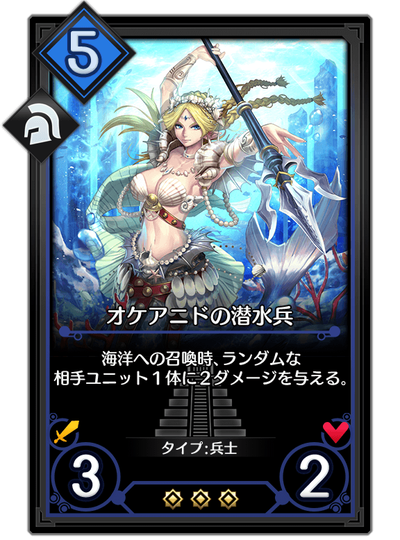 5
オケアニドの潜水兵
海洋への召喚時、ランダムな
相手ユニット1体に2ダメージを与える。
タイプ:兵士
3
2